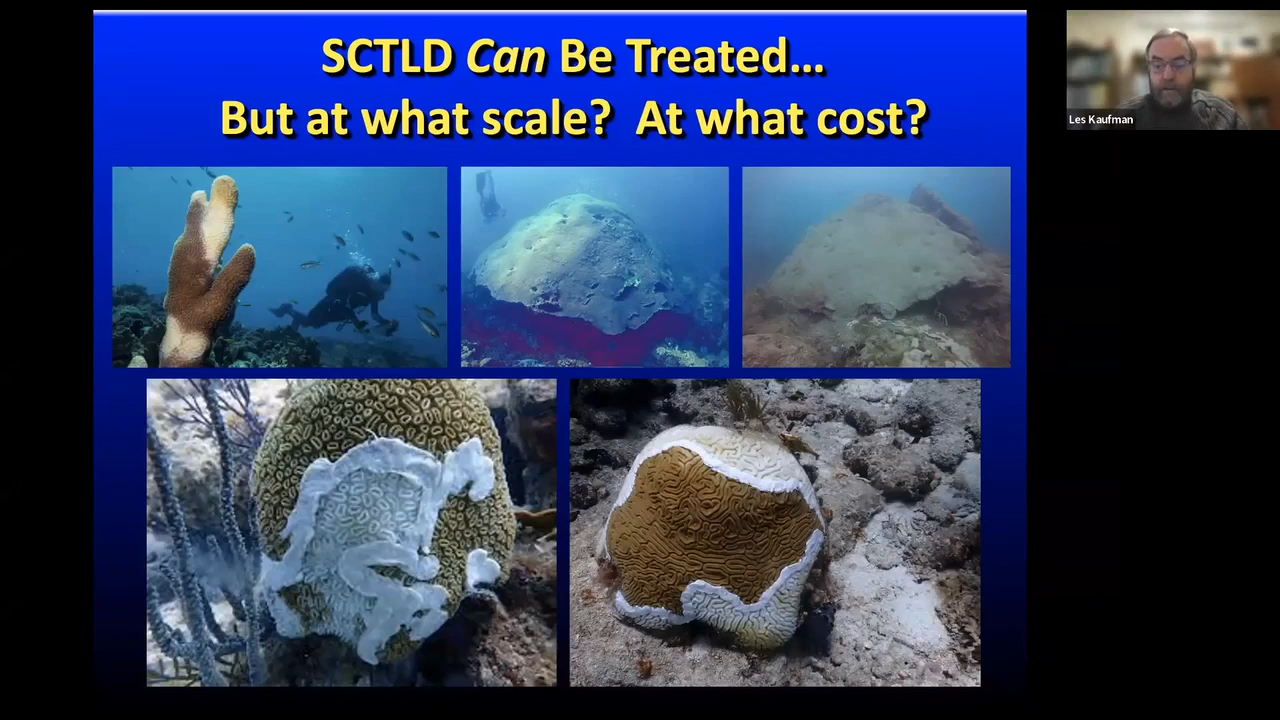 SCTLD Can Be Treated...
But at what scale? At what cost?
Les Kaufman